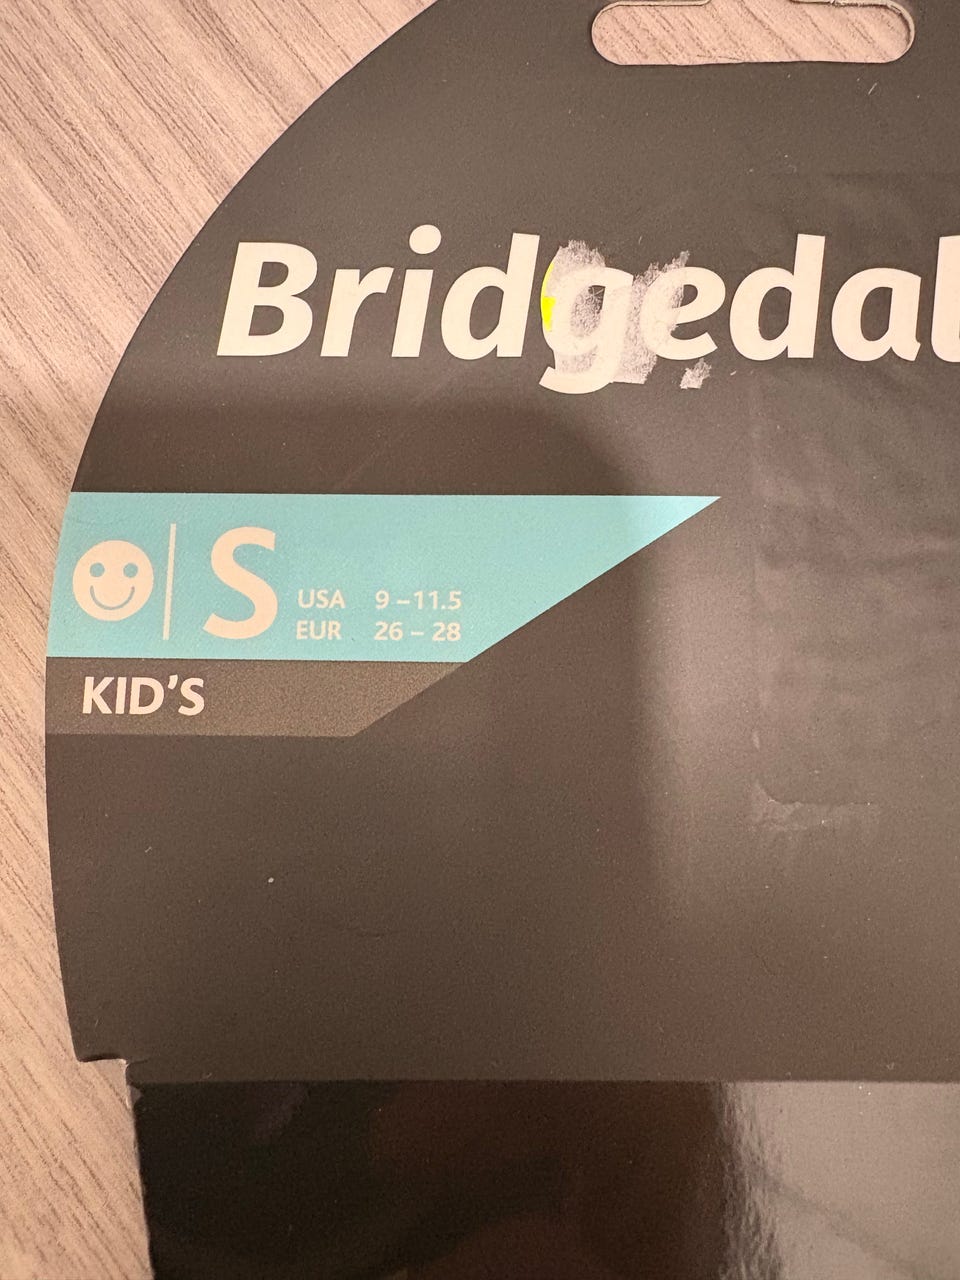 Bridgedal
S
USA 9 – 11.5
EUR 26 – 28
KID'S